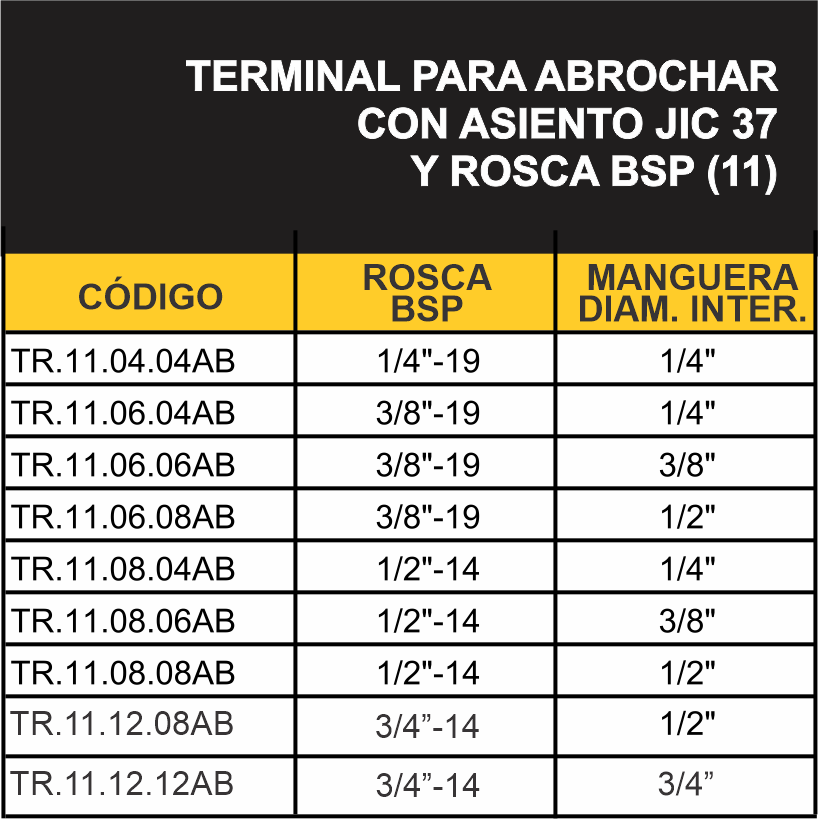 TERMINAL PARA ABROCHAR
CON ASIENTO JIC 37
Y ROSCA BSP (11)
CÓDIGO ROSCA BSP MANGUERA DIAM. INTER.
TR.11.04.04AB 1/4"-19 1/4"
TR.11.06.04AB 3/8"-19 1/4"
TR.11.06.06AB 3/8"-19 3/8"
TR.11.06.08AB 3/8"-19 1/2"
TR.11.08.04AB 1/2"-14 1/4"
TR.11.08.06AB 1/2"-14 3/8"
TR.11.08.08AB 1/2"-14 1/2"
TR.11.12.08AB 3/4”-14 1/2"
TR.11.12.12AB 3/4”-14 3/4”